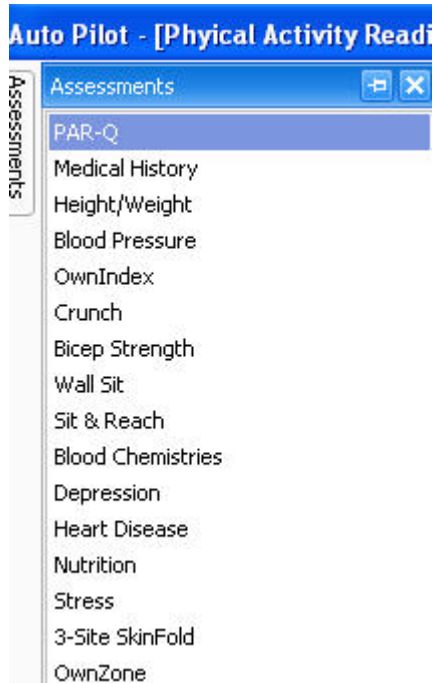 Auto Pilot - [Phyical Activity Readi
Assessments
Assessments
PAR-Q
Medical History
Height/Weight
Blood Pressure
OwnIndex
Crunch
Bicep Strength
Wall Sit
Sit & Reach
Blood Chemistries
Depression
Heart Disease
Nutrition
Stress
3-Site SkinFold
OwnZone